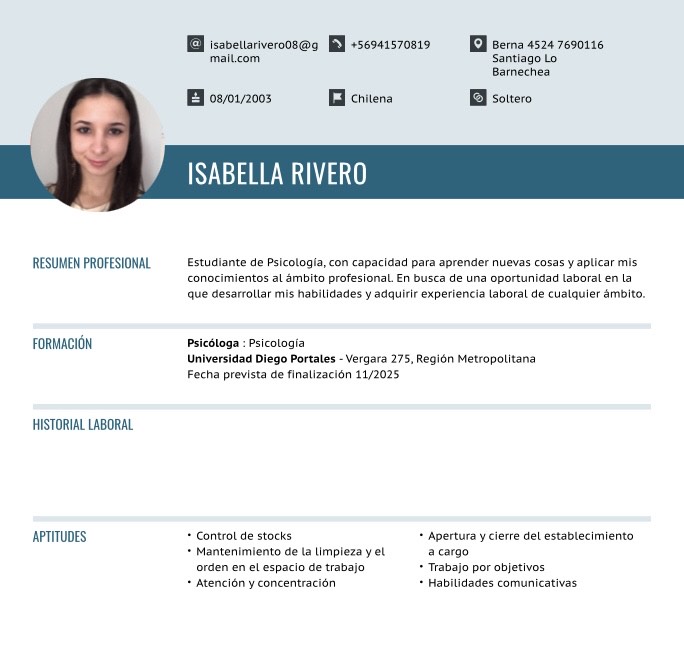 isabellarivero08@g
mail.com
+56941570819
Berna 4524 7690116
Santiago Lo
Barnechea
08/01/2003
Chilena
Soltero
ISABELLA RIVERO
RESUMEN PROFESIONAL
Estudiante de Psicología, con capacidad para aprender nuevas cosas y aplicar mis
conocimientos al ámbito profesional. En busca de una oportunidad laboral en la
que desarrollar mis habilidades y adquirir experiencia laboral de cualquier ámbito.
FORMACIÓN
Psicóloga : Psicología
Universidad Diego Portales - Vergara 275, Región Metropolitana
Fecha prevista de finalización 11/2025
HISTORIAL LABORAL
APTITUDES
• Control de stocks
• Mantenimiento de la limpieza y el
orden en el espacio de trabajo
• Atención y concentración
• Apertura y cierre del establecimiento
a cargo
• Trabajo por objetivos
• Habilidades comunicativas